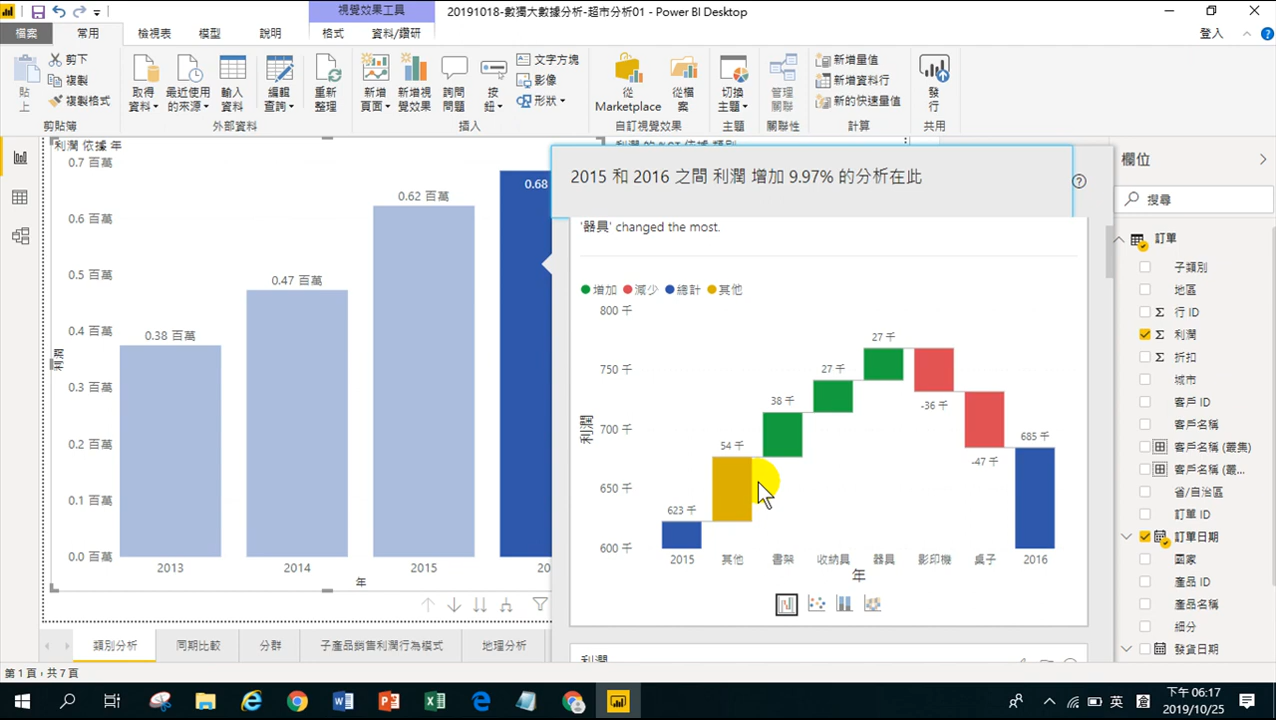 視覺效果工具
20191018-數獨大數據分析-超市分析01 - Power BI Desktop
檔案 常用 檢視表 模型 說明 格式 資料/鑽研 登入
貼上
剪下
複製
複製格式
剪貼簿
取得資料
最近使用的來源
輸入資料
編輯查詢
重新整理
外部資料
新增頁面
新增視覺效果
詢問問題
按鈕
文字方塊
影像
形狀
插入
從 Marketplace
從檔案
自訂視覺效果
切換主題
主題
管理關聯
關聯性
新增量值
新增資料行
新的快速量值
計算
發行
共用
利潤 依據 年
0.7 百萬
0.6 百萬
0.5 百萬
0.4 百萬
0.3 百萬
0.2 百萬
0.1 百萬
0.0 百萬
利潤
0.38 百萬
0.47 百萬
0.62 百萬
0.68
2013 2014 2015 20
年
2015 和 2016 之間 利潤 增加 9.97% 的分析在此
'器具' changed the most.
增加 減少 總計 其他
800 千
750 千
700 千
650 千
600 千
利潤
623 千
54 千
38 千
27 千
27 千
-36 千
-47 千
685 千
2015 其他 書架 收納具 器具 影印機 桌子 2016
年
利潤
欄位
搜尋
訂單
子類別
地區
行 ID
利潤
折扣
城市
客戶 ID
客戶名稱
客戶名稱 (叢集)
客戶名稱 (叢...
省/自治區
訂單 ID
訂單日期
國家
產品 ID
產品名稱
細分
發貨日期
類別分析 同期比較 分群 子產品銷售利潤行為模式 地理分析
第 1 頁，共 7 頁
英
下午 06:17
2019/10/25